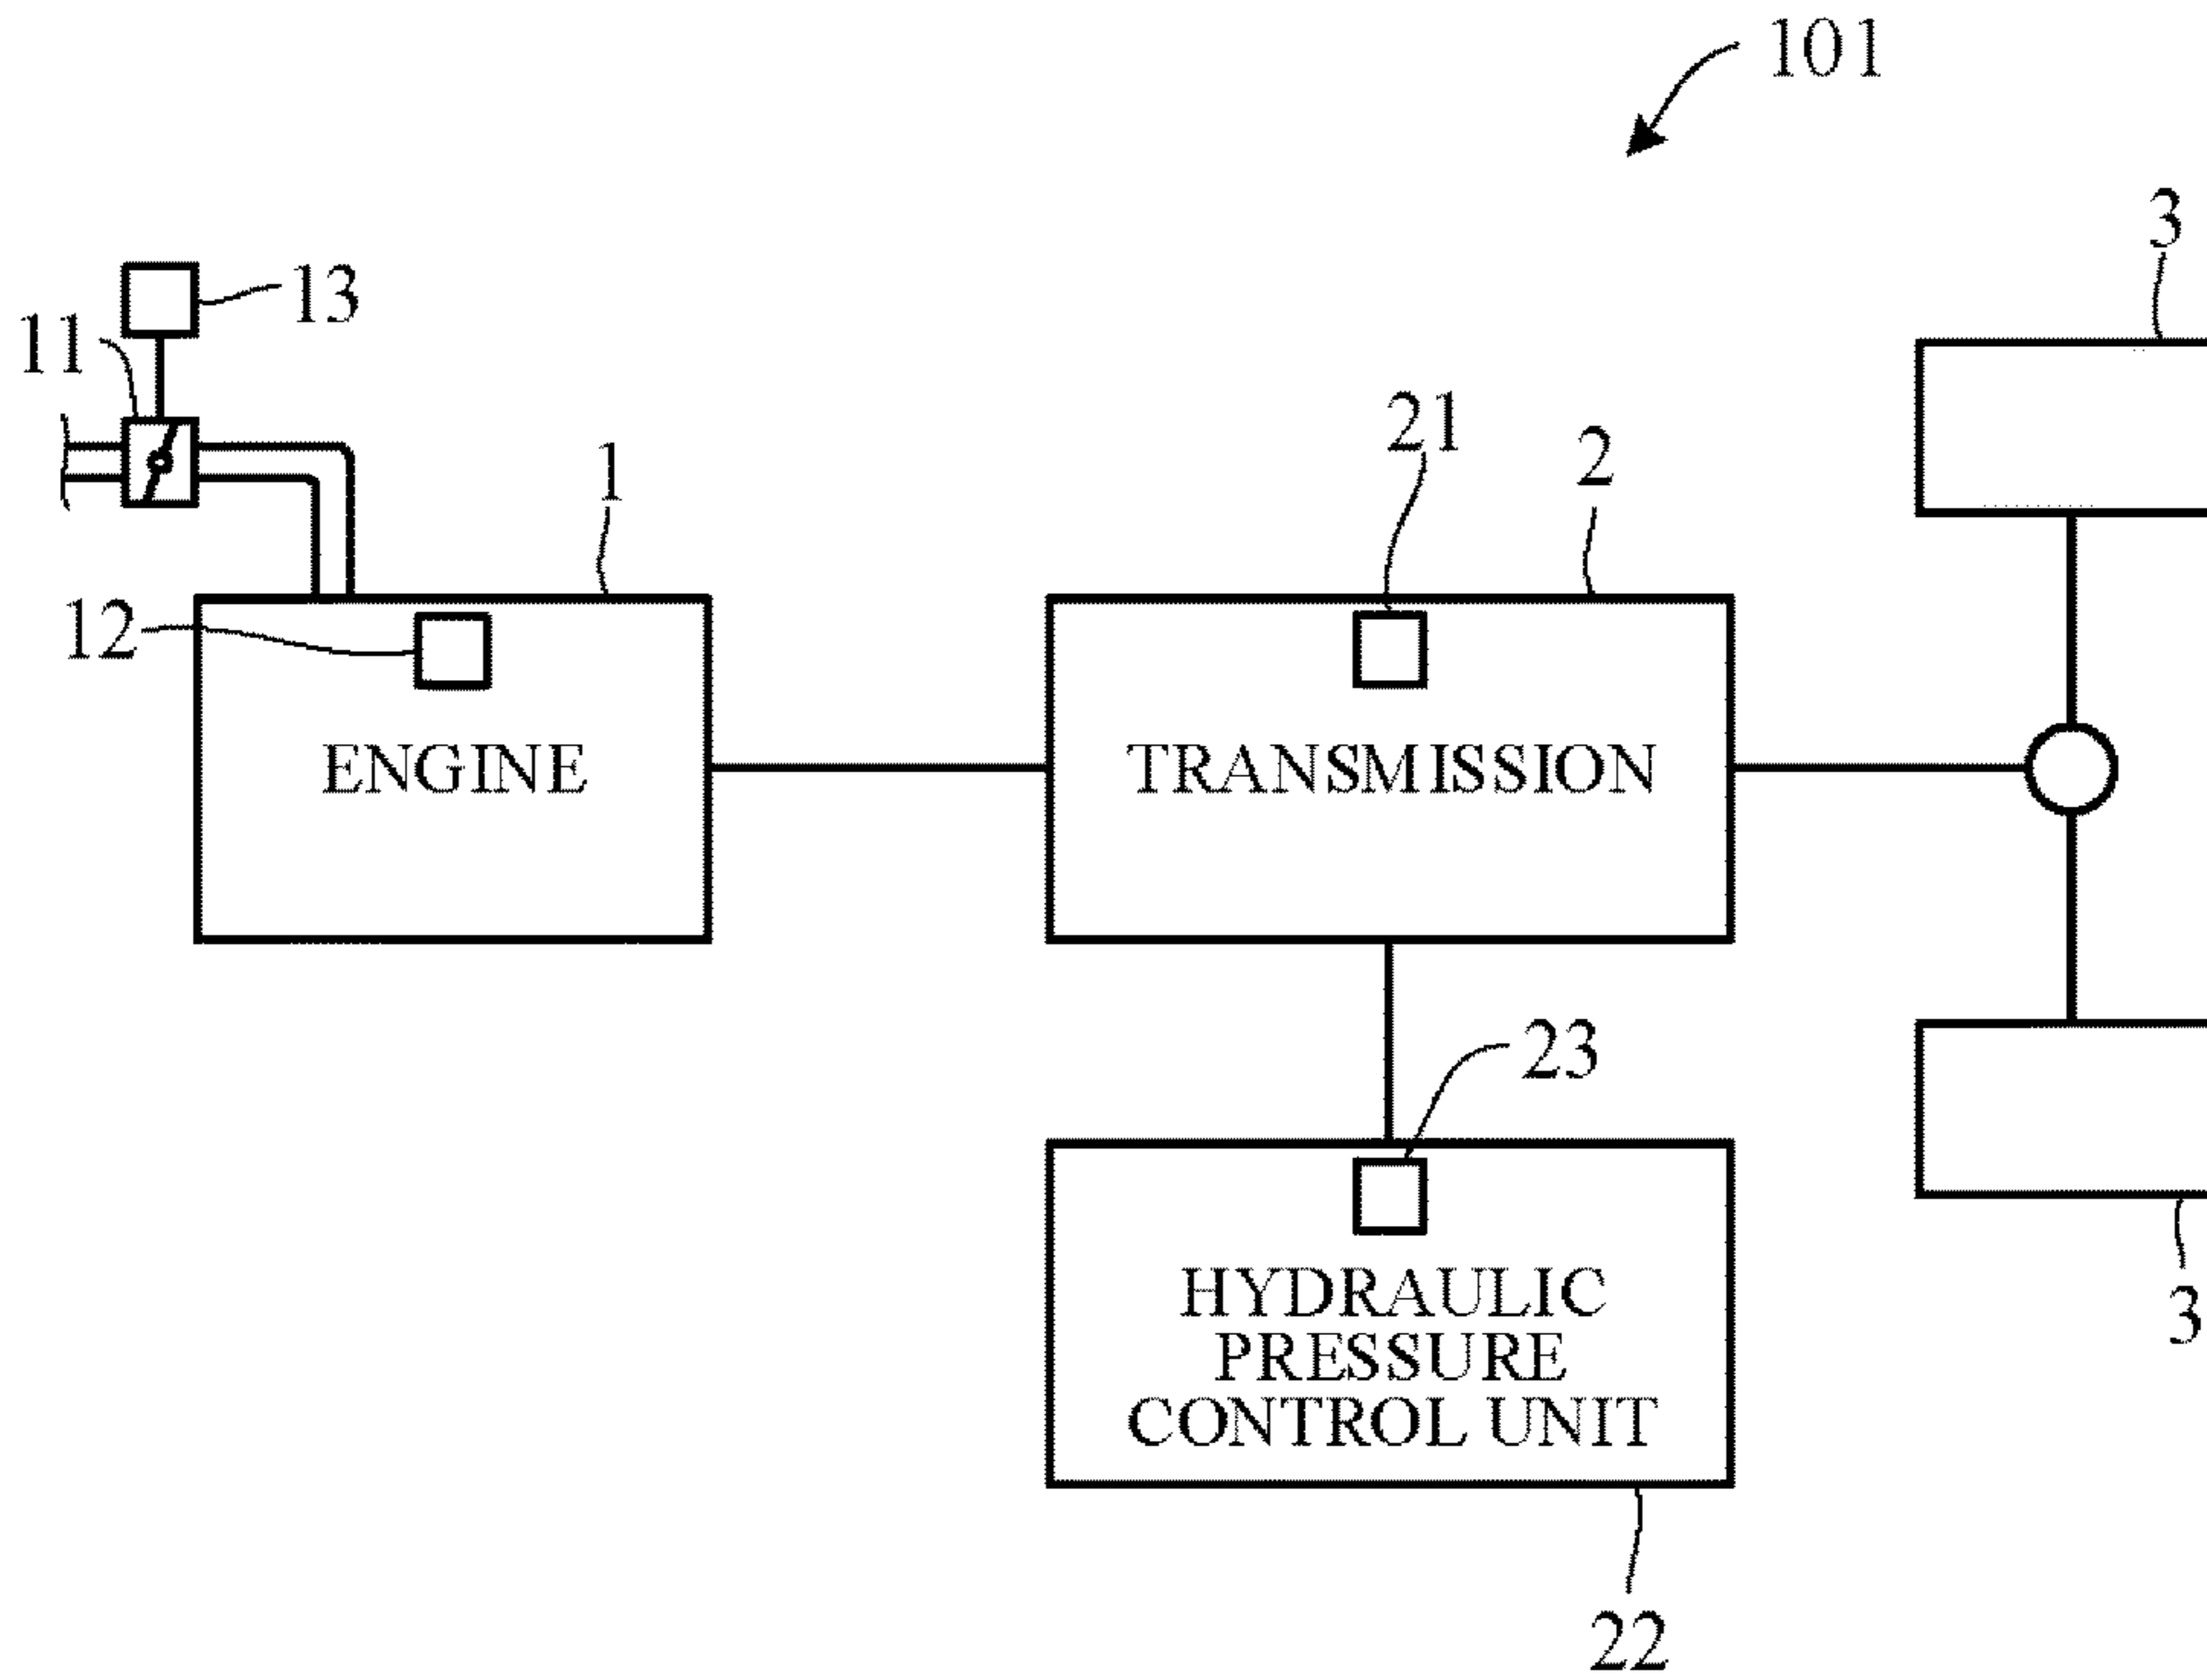 101
3
13
11
21
2
1
12
ENGINE
TRANSMISSION
23
HYDRAULIC
PRESSURE
CONTROL UNIT
3
22